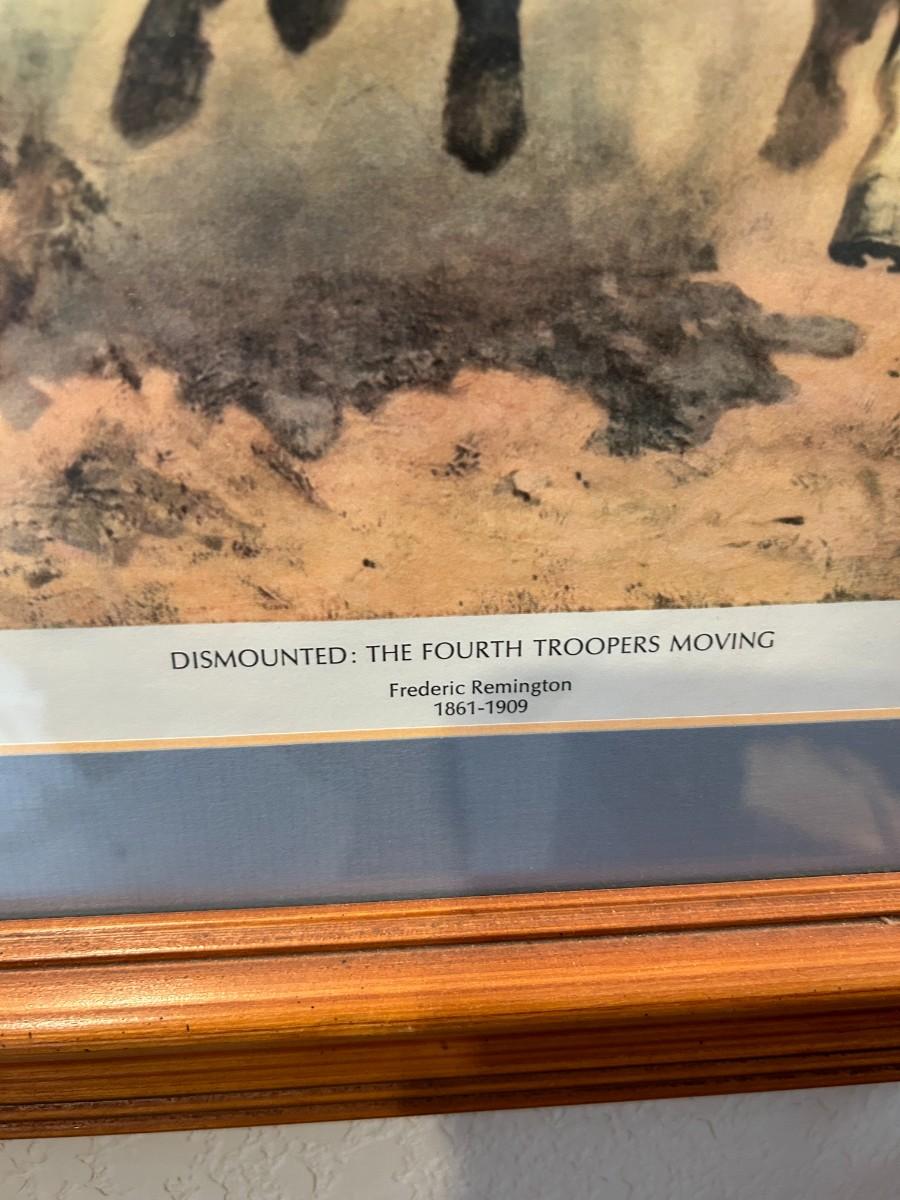 DISMOUNTED: THE FOURTH TROOPERS MOVING
Frederic Remington
1861-1909